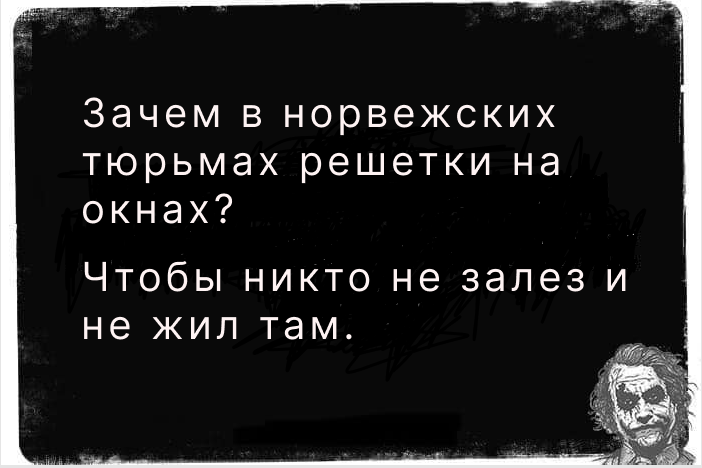 Зачем в норвежских
тюрьмах решетки на
окнах?
Чтобы никто не залез и
не жил там.